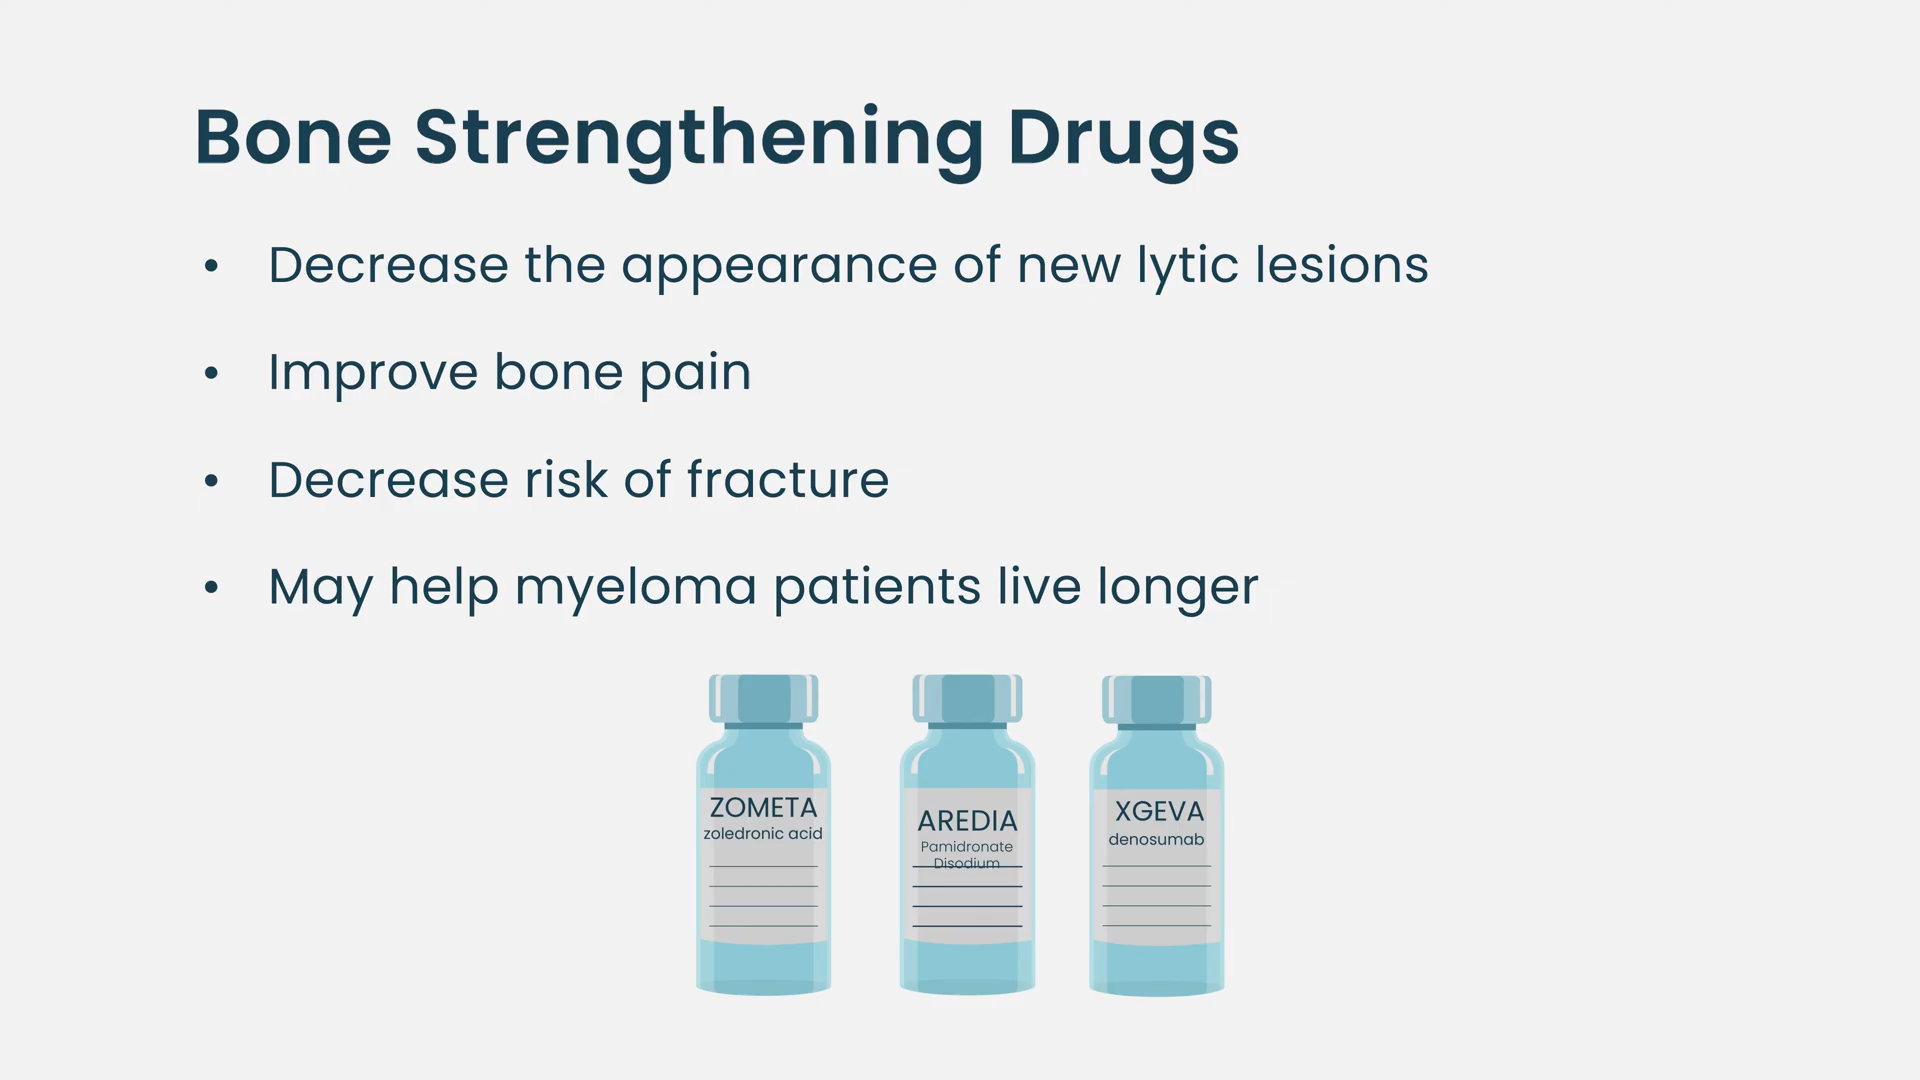 Bone Strengthening Drugs
• Decrease the appearance of new lytic lesions
• Improve bone pain
• Decrease risk of fracture
• May help myeloma patients live longer
ZOMETA
zoledronic acid
AREDIA
Pamidronate
Disodium
XGEVA
denosumab